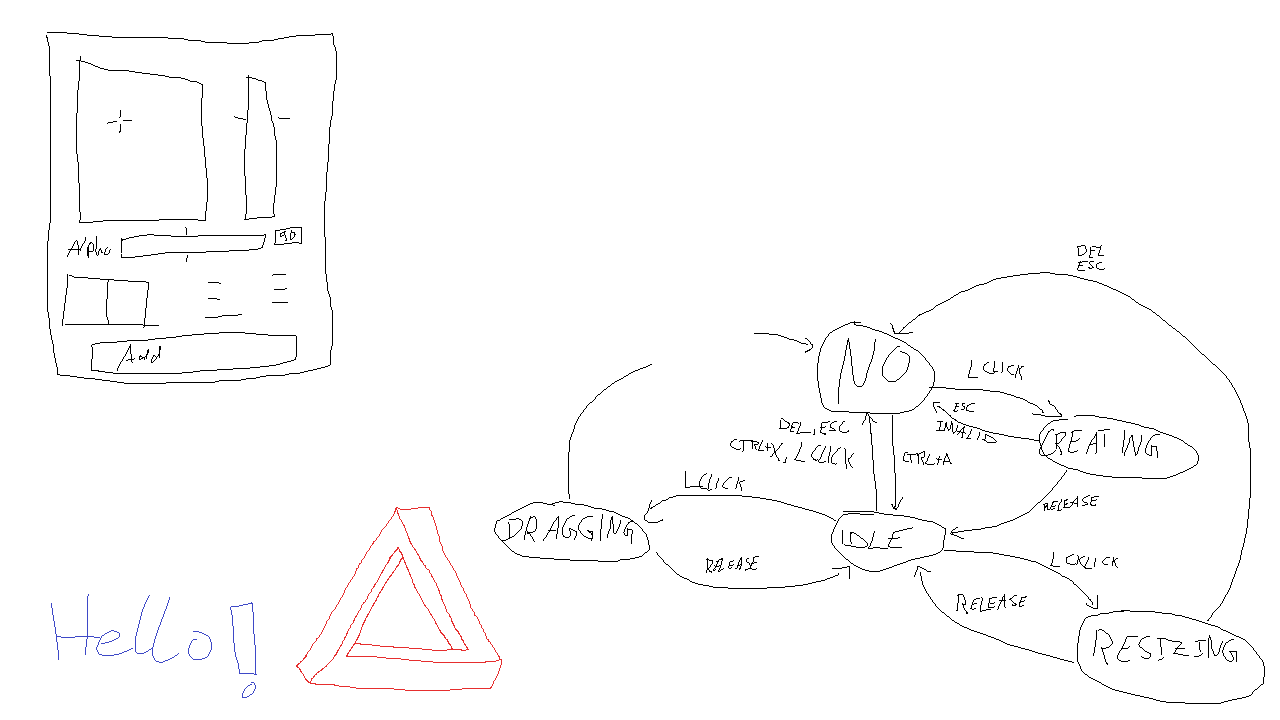 Alpha
90
Add
Hello!
DEL
ESC
NO
LCLICK
ESC
INVALID
CREATING
DEL, ESC
CTRL+X, LCLICK
CTRL+A
LCLICK
RELEASE
DRAGGING
IDLE
RELEASE
LCKLICK
RELEASE
RESIZING